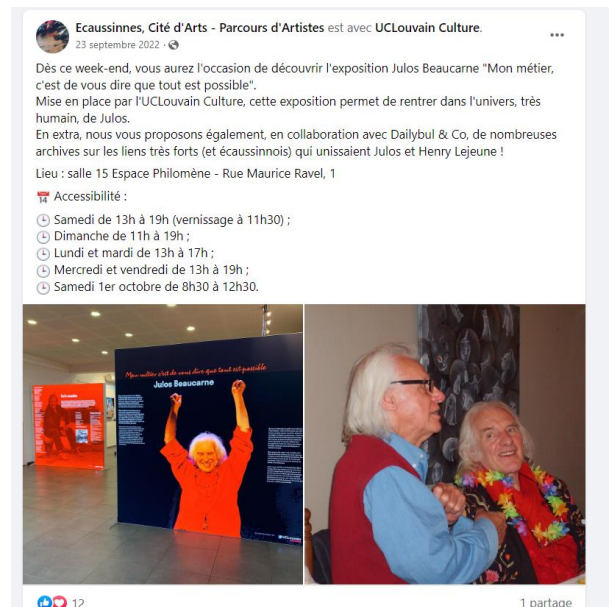 Ecaussinnes, Cité d'Arts - Parcours d'Artistes est avec UCLouvain Culture.
23 septembre 2022
Dès ce week-end, vous aurez l'occasion de découvrir l'exposition Julos Beaucarne "Mon métier,
c'est de vous dire que tout est possible".
Mise en place par l'UCLouvain Culture, cette exposition permet de rentrer dans l'univers, très
humain, de Julos.
En extra, nous vous proposons également, en collaboration avec Dailybul & Co, de nombreuses
archives sur les liens très forts (et écaussinnois) qui unissaient Julos et Henry Lejeune !
Lieu : salle 15 Espace Philomène - Rue Maurice Ravel, 1
14 Accessibilité :
Samedi de 13h à 19h (vernissage à 11h30) ;
Dimanche de 11h à 19h ;
Lundi et mardi de 13h à 17h ;
Mercredi et vendredi de 13h à 19h ;
Samedi 1er octobre de 8h30 à 12h30.
Mon métier c'est de vous dire que tout est possible
Julos Beaucarne
12
1 partage